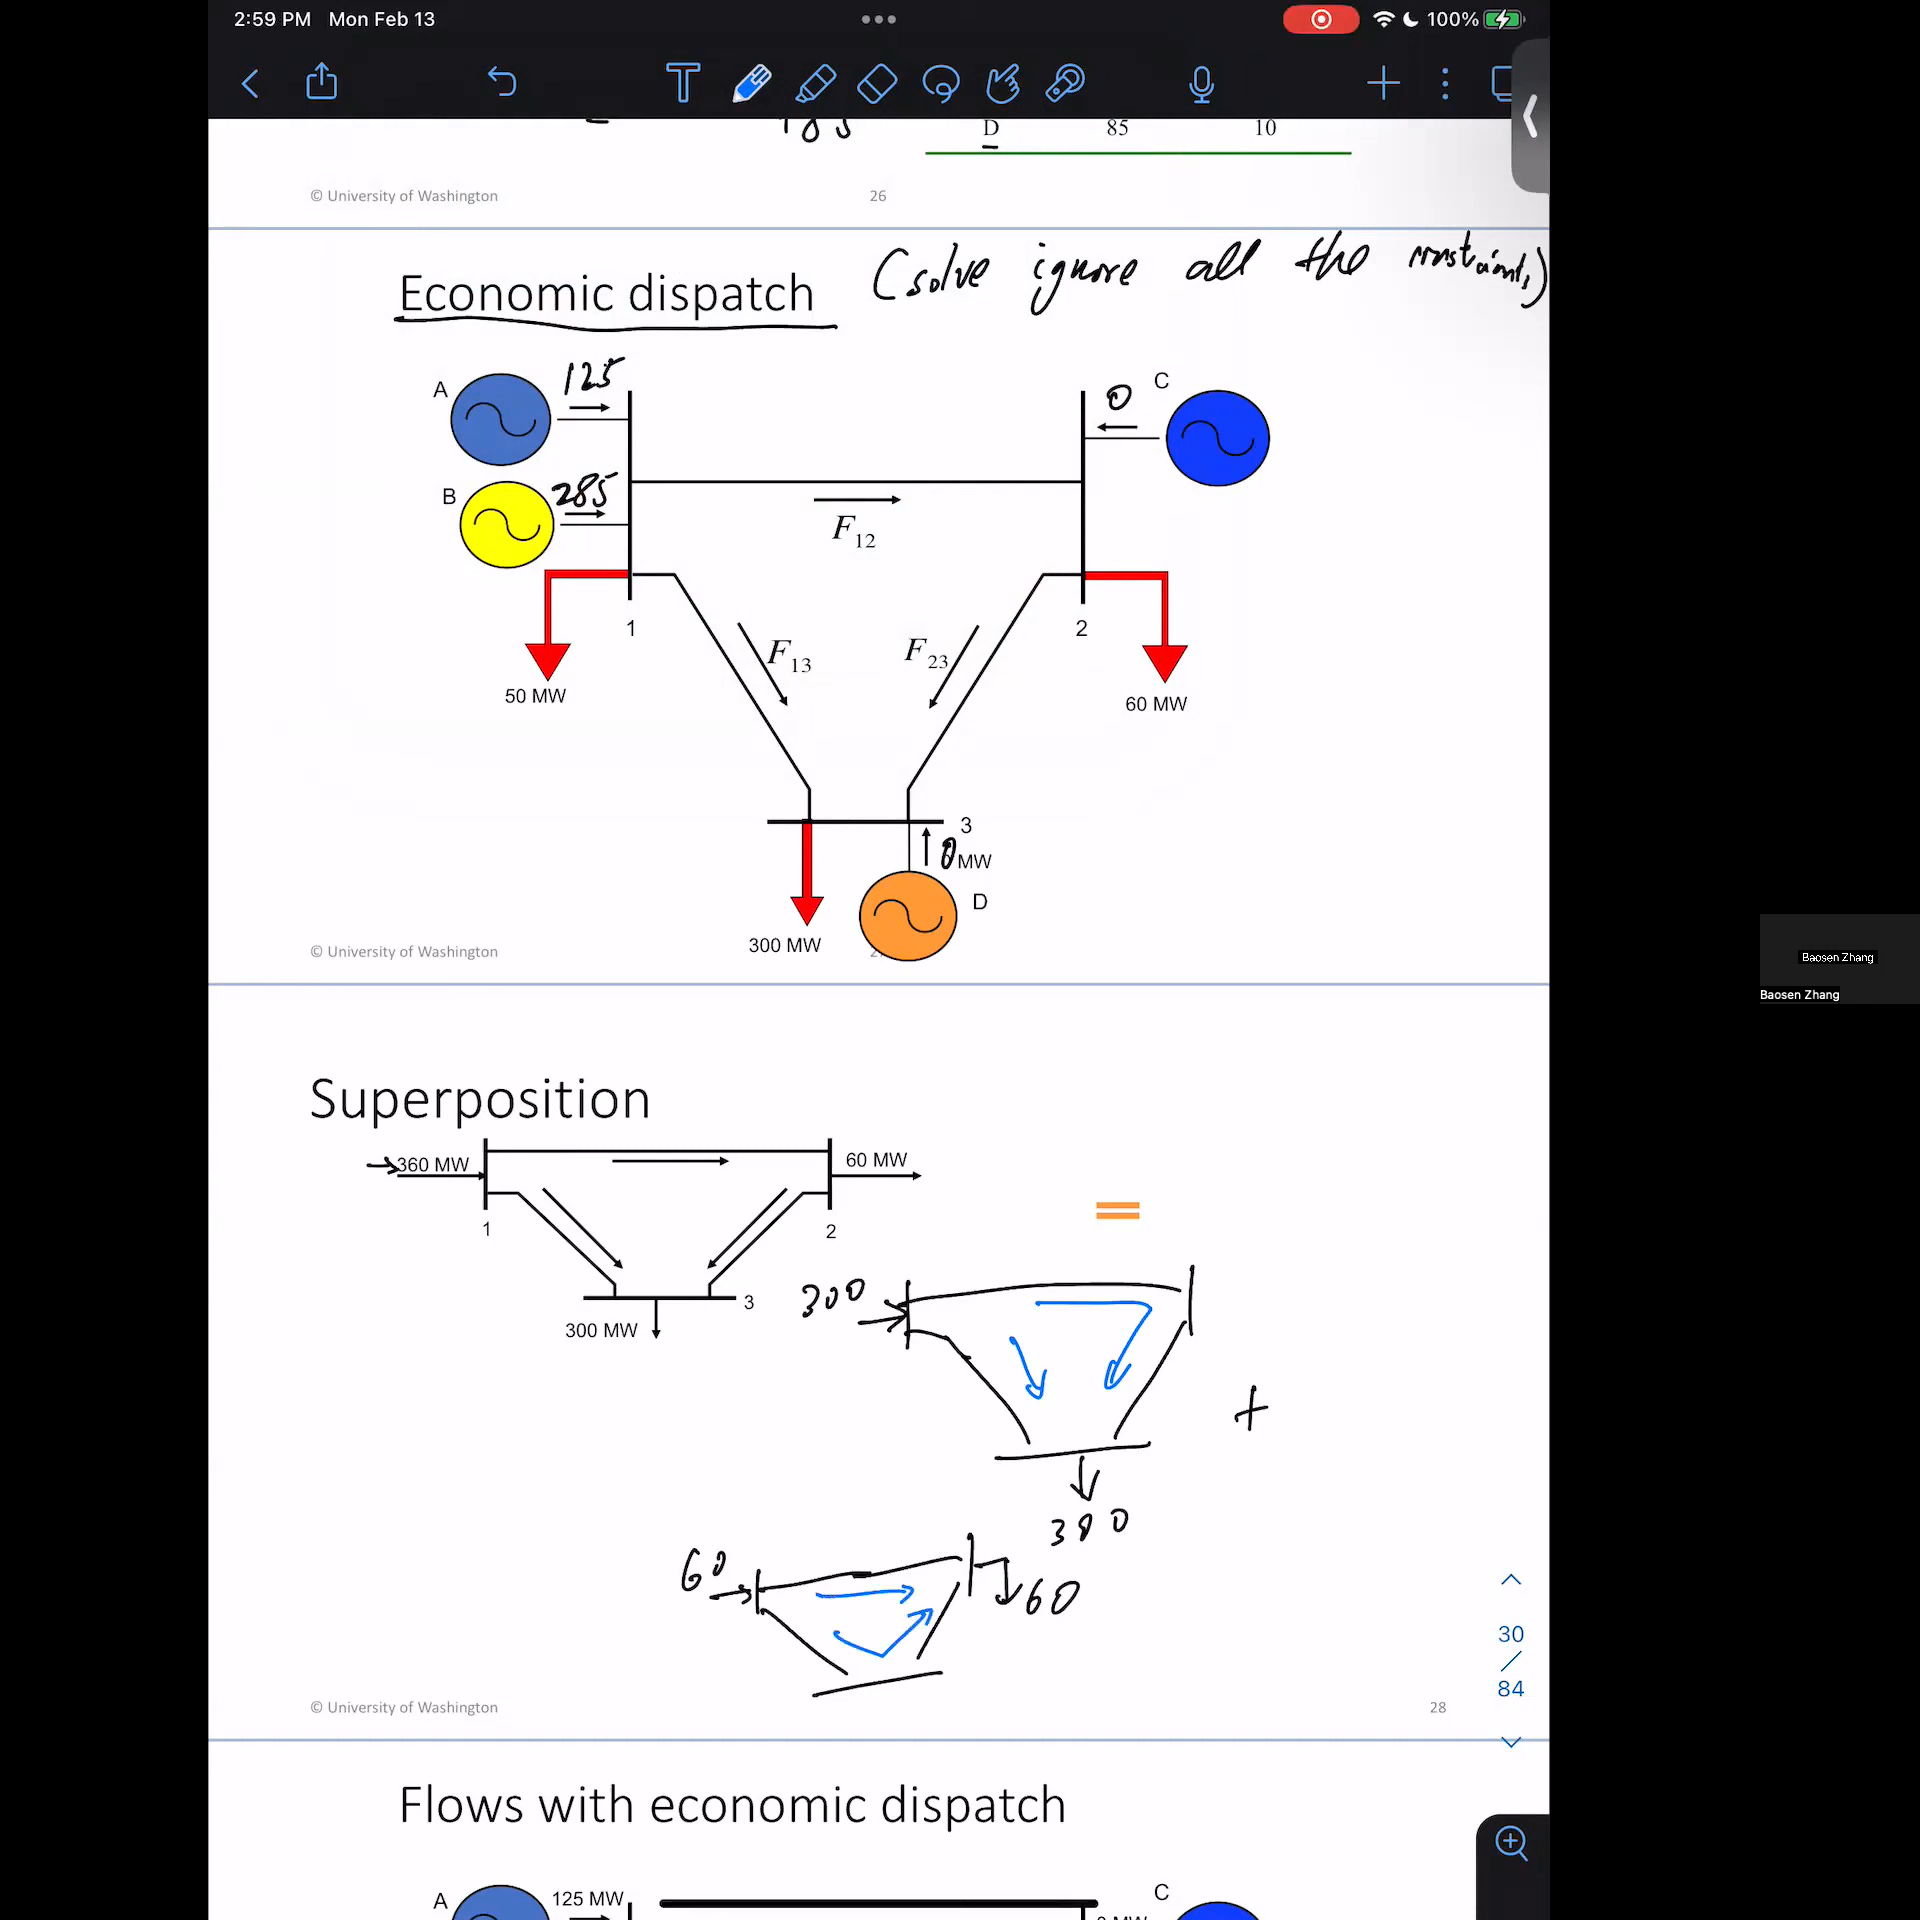 2:59 PM Mon Feb 13
100%
D 85 10
© University of Washington
26
Economic dispatch
(solve ignore all the constraints)
A
125
B
285
C
0
F12
F13
F23
1
2
50 MW
60 MW
3
0 MW
D
300 MW
© University of Washington
Baosen Zhang
Baosen Zhang
Superposition
360 MW
60 MW
1
2
=
3
300 MW
300
+
300
60
60
30
/
84
© University of Washington
28
Flows with economic dispatch
A
125 MW
C